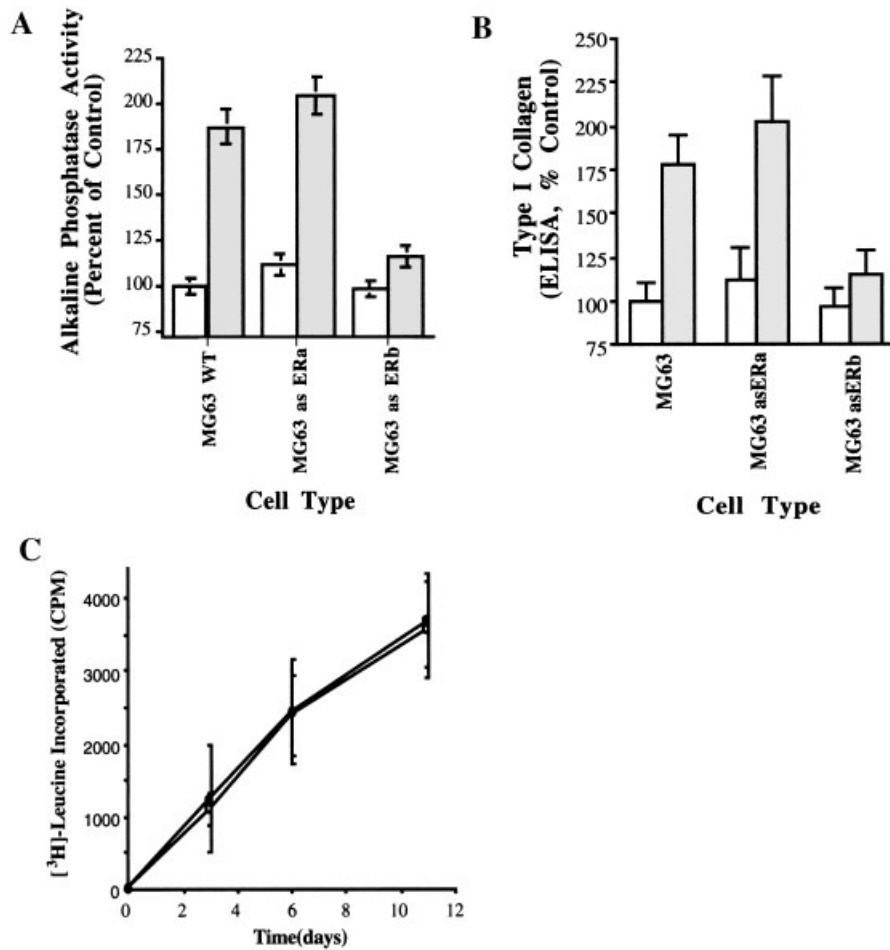 A
Alkaline Phosphatase Activity
(Percent of Control)
225
200
175
150
125
100
75
MG63 WT
MG63 as ERa
MG63 as ERb
Cell Type
B
Type I Collagen
(ELISA, % Control)
250
225
200
175
150
125
100
75
MG63
MG63 asERa
MG63 asERb
Cell Type
C
[³H]-Leucine Incorporated (CPM)
4000
3000
2000
1000
0
0 2 4 6 8 10 12
Time(days)